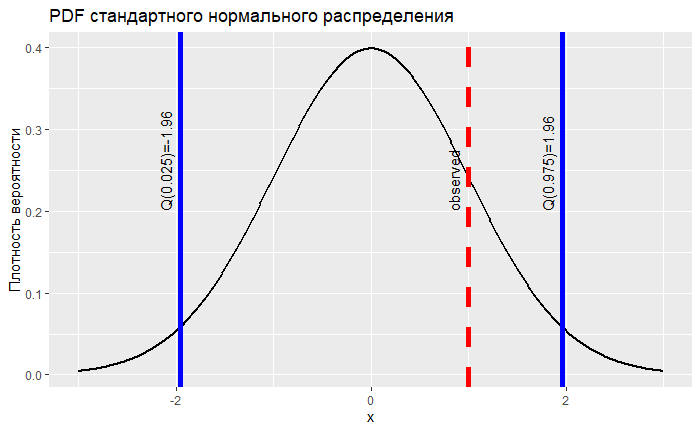 PDF стандартного нормального распределения
Плотность вероятности
0.4
0.3
0.2
0.1
0.0
Q(0.025)=-1.96
observed
Q(0.975)=1.96
-2
0
2
x